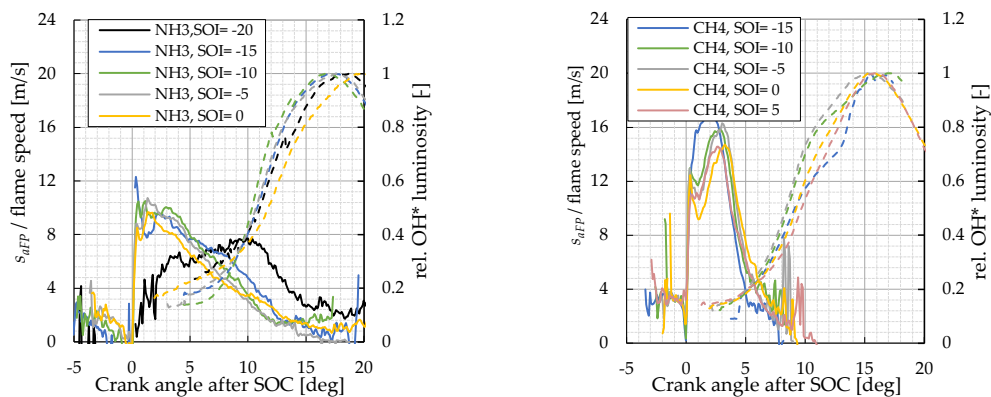 24
20
16
12
8
4
0
s_aFP / flame speed [m/s]
NH3,SOI= -20
NH3, SOI= -15
NH3, SOI= -10
NH3, SOI= -5
NH3, SOI= 0
1.2
1
0.8
0.6
0.4
0.2
0
rel. OH* luminosity [-]
-5 0 5 10 15 20
Crank angle after SOC [deg]
24
20
16
12
8
4
0
s_aFP / flame speed [m/s]
CH4, SOI= -15
CH4, SOI= -10
CH4, SOI= -5
CH4, SOI= 0
CH4, SOI= 5
1.2
1
0.8
0.6
0.4
0.2
0
rel. OH* luminosity [-]
-5 0 5 10 15 20
Crank angle after SOC [deg]